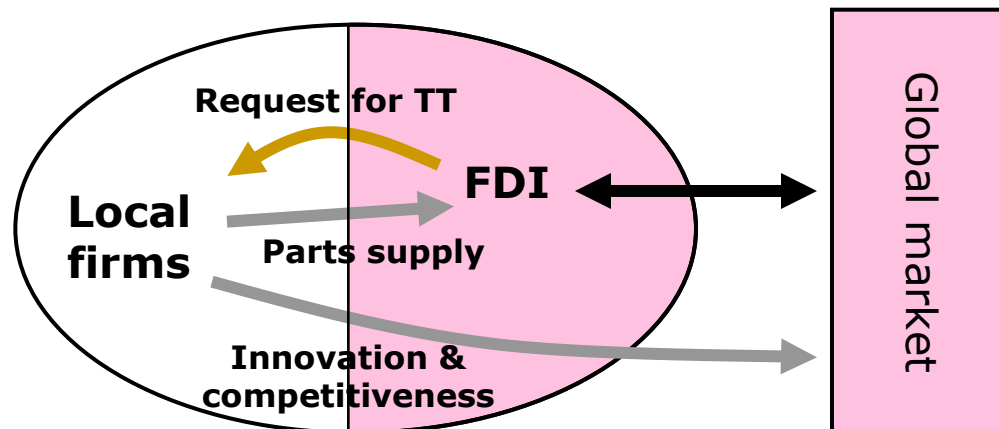 Request for TT
FDI
Local
firms
Parts supply
Innovation &
competitiveness
Global market